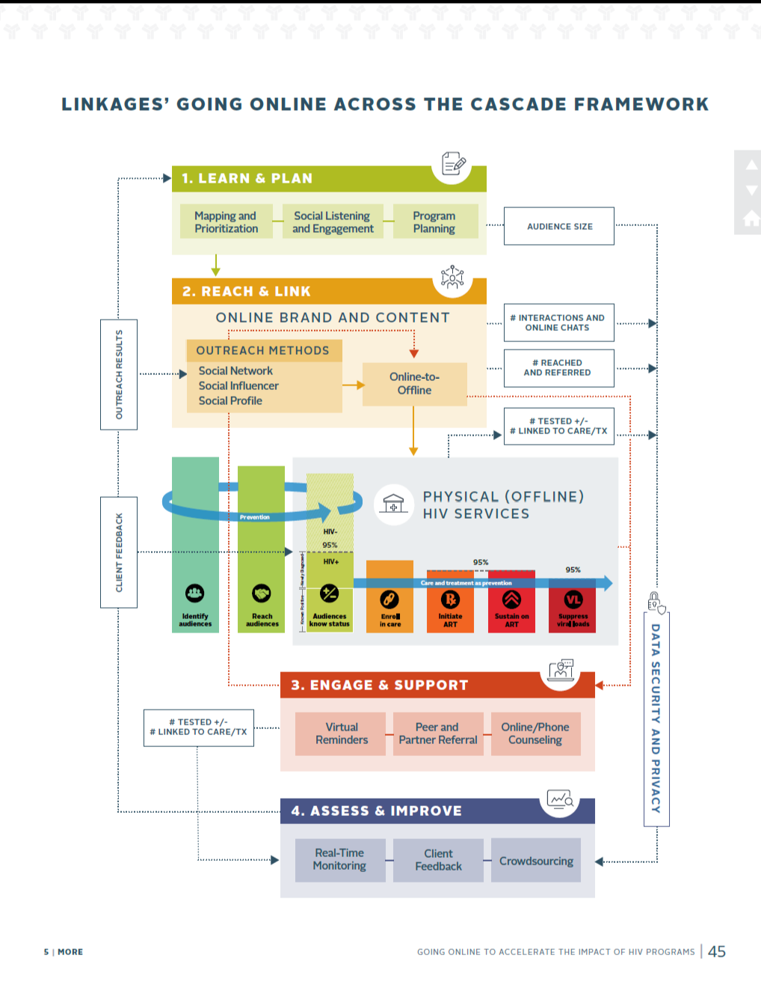 LINKAGES’ GOING ONLINE ACROSS THE CASCADE FRAMEWORK
1. LEARN & PLAN
Mapping and
Prioritization
Social Listening
and Engagement
Program
Planning
AUDIENCE SIZE
2. REACH & LINK
ONLINE BRAND AND CONTENT
OUTREACH METHODS
Social Network
Social Influencer
Social Profile
Online-to-
Offline
# INTERACTIONS AND
ONLINE CHATS
# REACHED
AND REFERRED
# TESTED +/-
# LINKED TO CARE/TX
OUTREACH RESULTS
CLIENT FEEDBACK
PHYSICAL (OFFLINE)
HIV SERVICES
Prevention
HIV-
95%
HIV+
Newly Diagnosed
Known Positive
95%
95%
Care and treatment as prevention
VL
Identify
audiences
Reach
audiences
Audiences
know status
Enroll
in care
Initiate
ART
Sustain on
ART
Suppress
viral loads
3. ENGAGE & SUPPORT
Virtual
Reminders
Peer and
Partner Referral
Online/Phone
Counseling
# TESTED +/-
# LINKED TO CARE/TX
DATA SECURITY AND PRIVACY
4. ASSESS & IMPROVE
Real-Time
Monitoring
Client
Feedback
Crowdsourcing
5 | MORE
GOING ONLINE TO ACCELERATE THE IMPACT OF HIV PROGRAMS | 45